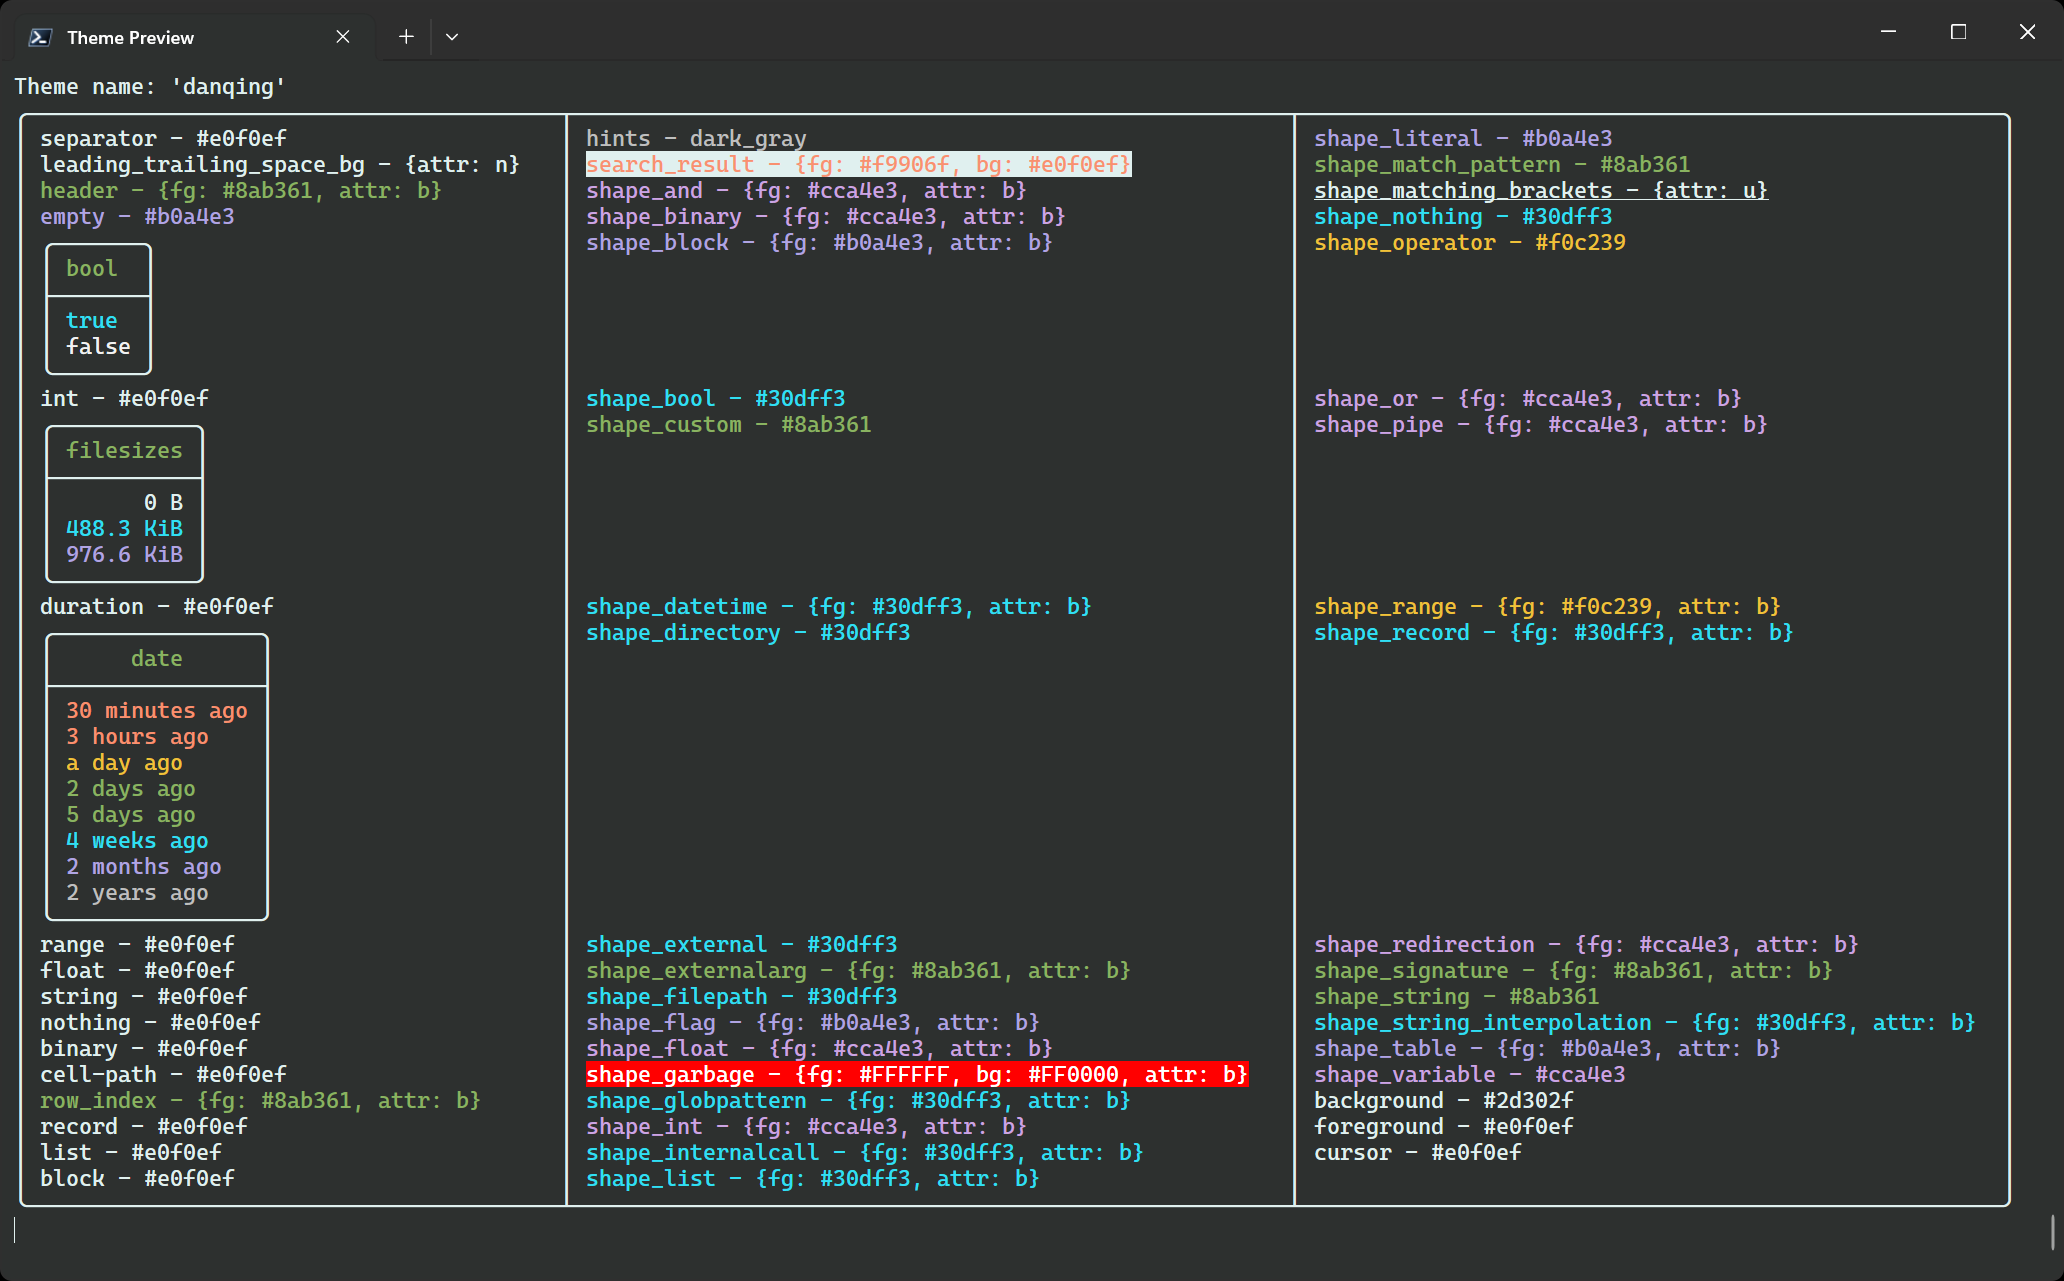 Theme Preview
Theme name: 'danqing'
separator - #e0f0ef
leading_trailing_space_bg - {attr: n}
header - {fg: #8ab361, attr: b}
empty - #b0a4e3
bool
true
false
int - #e0f0ef
filesizes
0 B
488.3 KiB
976.6 KiB
duration - #e0f0ef
date
30 minutes ago
3 hours ago
a day ago
2 days ago
5 days ago
4 weeks ago
2 months ago
2 years ago
range - #e0f0ef
float - #e0f0ef
string - #e0f0ef
nothing - #e0f0ef
binary - #e0f0ef
cell-path - #e0f0ef
row_index - {fg: #8ab361, attr: b}
record - #e0f0ef
list - #e0f0ef
block - #e0f0ef
hints - dark_gray
search_result - {fg: #f9906f, bg: #e0f0ef}
shape_and - {fg: #cca4e3, attr: b}
shape_binary - {fg: #cca4e3, attr: b}
shape_block - {fg: #b0a4e3, attr: b}
shape_bool - #30dff3
shape_custom - #8ab361
shape_datetime - {fg: #30dff3, attr: b}
shape_directory - #30dff3
shape_external - #30dff3
shape_externalarg - {fg: #8ab361, attr: b}
shape_filepath - #30dff3
shape_flag - {fg: #b0a4e3, attr: b}
shape_float - {fg: #cca4e3, attr: b}
shape_garbage - {fg: #FFFFFF, bg: #FF0000, attr: b}
shape_globpattern - {fg: #30dff3, attr: b}
shape_int - {fg: #cca4e3, attr: b}
shape_internalcall - {fg: #30dff3, attr: b}
shape_list - {fg: #30dff3, attr: b}
shape_literal - #b0a4e3
shape_match_pattern - #8ab361
shape_matching_brackets - {attr: u}
shape_nothing - #30dff3
shape_operator - #f0c239
shape_or - {fg: #cca4e3, attr: b}
shape_pipe - {fg: #cca4e3, attr: b}
shape_range - {fg: #f0c239, attr: b}
shape_record - {fg: #30dff3, attr: b}
shape_redirection - {fg: #cca4e3, attr: b}
shape_signature - {fg: #8ab361, attr: b}
shape_string - #8ab361
shape_string_interpolation - {fg: #30dff3, attr: b}
shape_table - {fg: #b0a4e3, attr: b}
shape_variable - #cca4e3
background - #2d302f
foreground - #e0f0ef
cursor - #e0f0ef